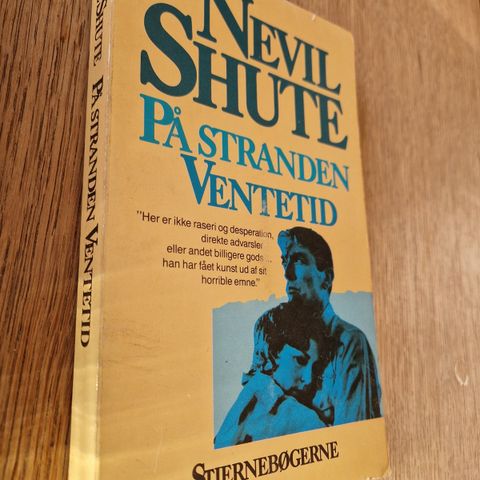 NEVIL
SHUTE
PÅ STRANDEN
VENTETID
"Her er ikke raseri og desperation,
direkte advarsler
eller andet billigere gods...
han har fået kunst ud af sit
horrible emne."
STJERNEBØGERNE
SHUTE PÅ STRANDEN VENTETID